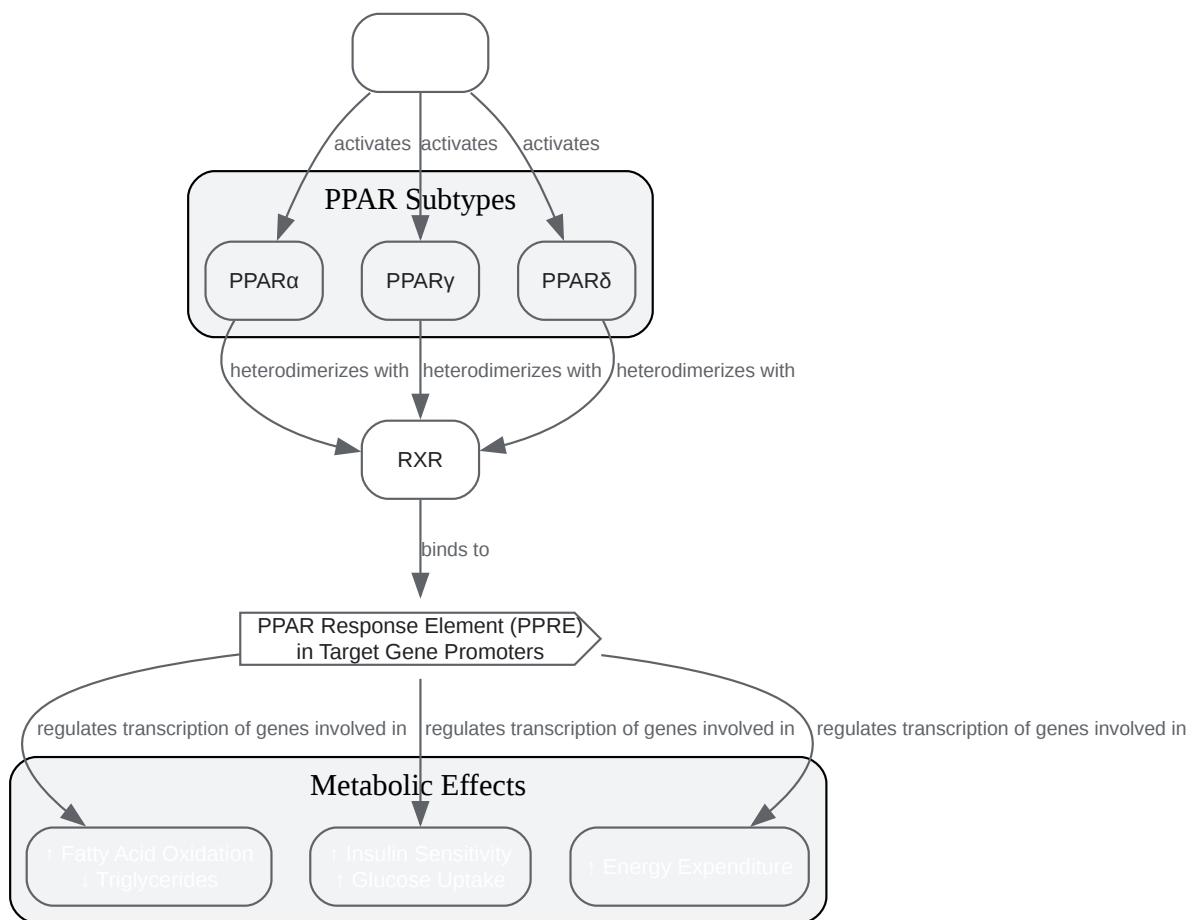 activates
activates
activates
PPAR Subtypes
PPARα
PPARγ
PPARδ
heterodimerizes with
heterodimerizes with
heterodimerizes with
RXR
binds to
PPAR Response Element (PPRE)
in Target Gene Promoters
regulates transcription of genes involved in
regulates transcription of genes involved in
regulates transcription of genes involved in
Metabolic Effects
↑ Fatty Acid Oxidation
↓ Triglycerides
↑ Insulin Sensitivity
↑ Glucose Uptake
↑ Energy Expenditure